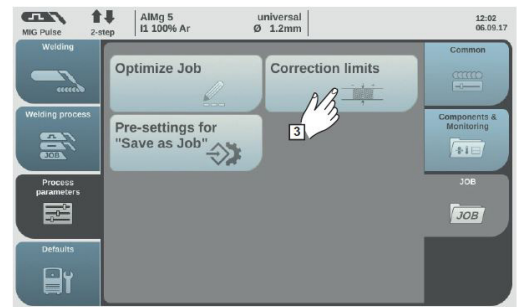 MIG Pulse
2-step
AlMg 5
I1 100% Ar
universal
Ø 1.2mm
12:02
06.09.17
Welding
Welding process
JOB
Process
parameters
Defaults
Optimize Job
Correction limits
Pre-settings for
"Save as Job"
3
Common
Components &
Monitoring
JOB
JOB